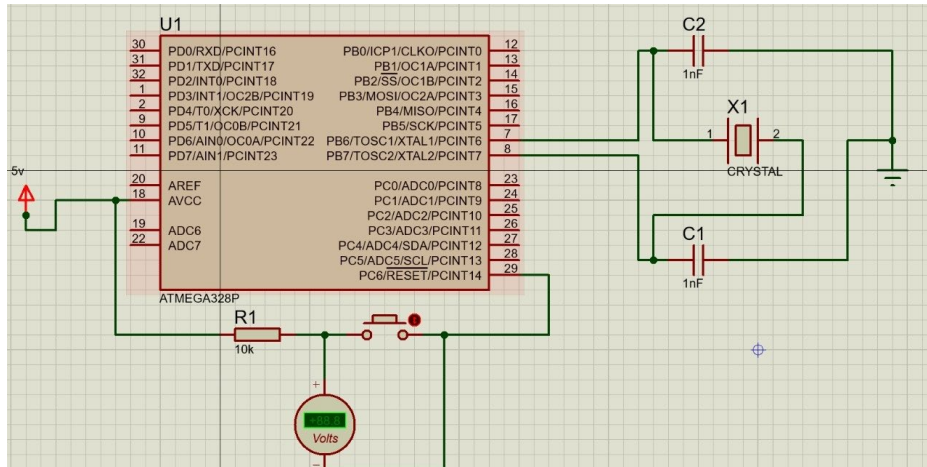 U1
30 PD0/RXD/PCINT16
31 PD1/TXD/PCINT17
32 PD2/INT0/PCINT18
1 PD3/INT1/OC2B/PCINT19
2 PD4/T0/XCK/PCINT20
9 PD5/T1/OC0B/PCINT21
10 PD6/AIN0/OC0A/PCINT22
11 PD7/AIN1/PCINT23
20 AREF
18 AVCC
19 ADC6
22 ADC7
PB0/ICP1/CLKO/PCINT0 12
PB1/OC1A/PCINT1 13
PB2/SS/OC1B/PCINT2 14
PB3/MOSI/OC2A/PCINT3 15
PB4/MISO/PCINT4 16
PB5/SCK/PCINT5 17
PB6/TOSC1/XTAL1/PCINT6 7
PB7/TOSC2/XTAL2/PCINT7 8
PC0/ADC0/PCINT8 23
PC1/ADC1/PCINT9 24
PC2/ADC2/PCINT10 25
PC3/ADC3/PCINT11 26
PC4/ADC4/SDA/PCINT12 27
PC5/ADC5/SCL/PCINT13 28
PC6/RESET/PCINT14 29
ATMEGA328P
5v
C2
1nF
X1
1 2
CRYSTAL
C1
1nF
R1
10k
+
+88.8
Volts
−